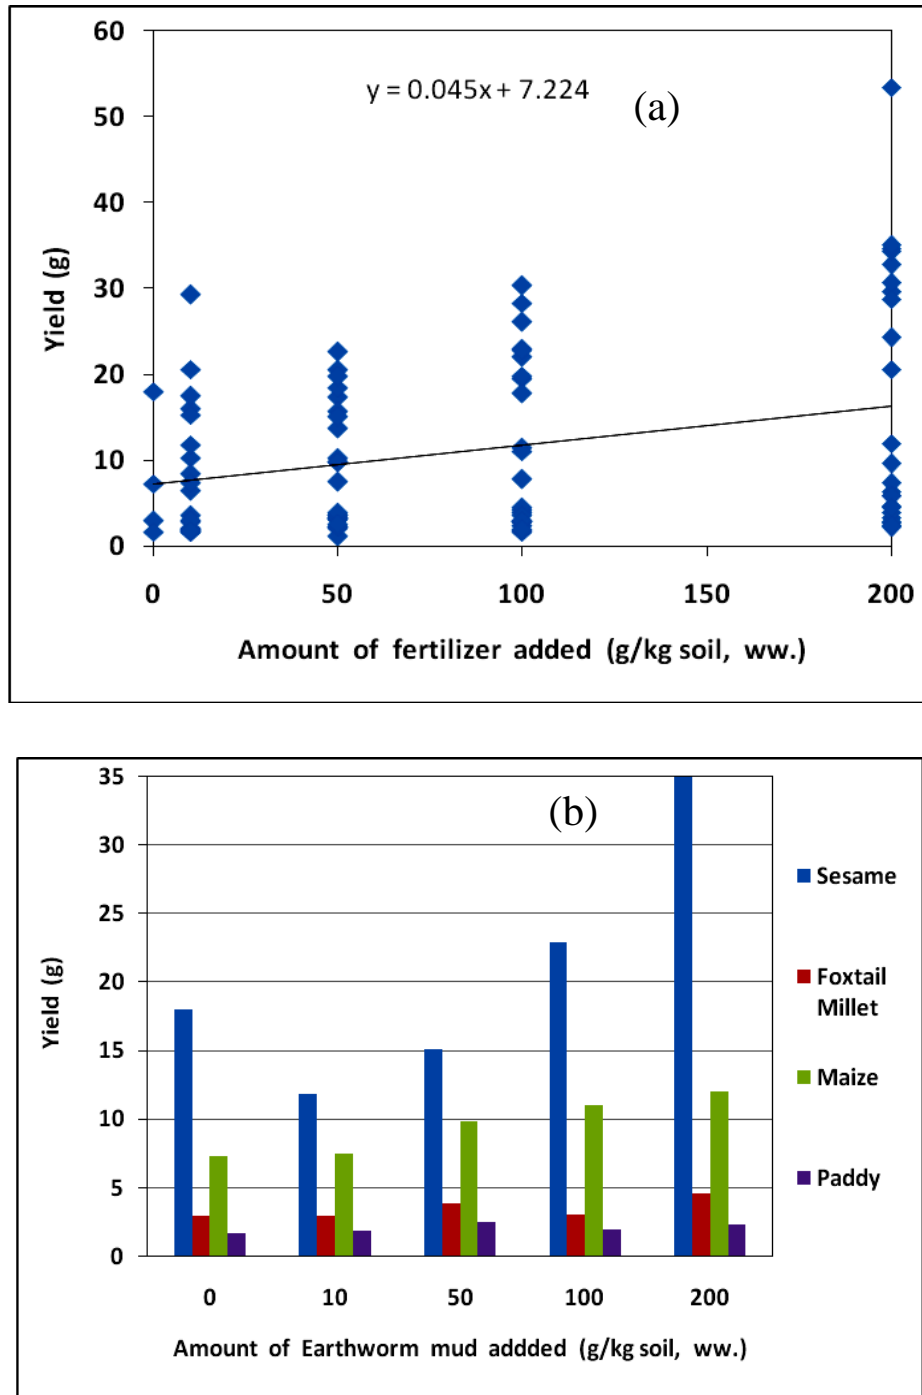 60
y = 0.045x + 7.224
(a)
50
40
Yield (g)
30
20
10
0
0 50 100 150 200
Amount of fertilizer added (g/kg soil, ww.)
35
(b)
30
Sesame
25
Foxtail
Millet
20
Yield (g)
15
Maize
10
Paddy
5
0
0 10 50 100 200
Amount of Earthworm mud addded (g/kg soil, ww.)